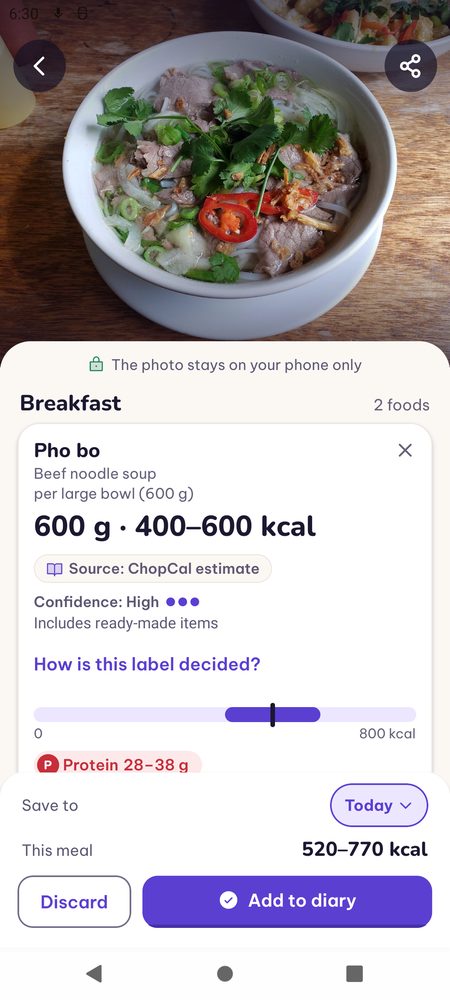 6:30
The photo stays on your phone only
Breakfast
2 foods
Pho bo
Beef noodle soup
per large bowl (600 g)
600 g · 400–600 kcal
Source: ChopCal estimate
Confidence: High
Includes ready-made items
How is this label decided?
0
800 kcal
P Protein 28–38 g
Save to
Today
This meal
520–770 kcal
Discard
Add to diary